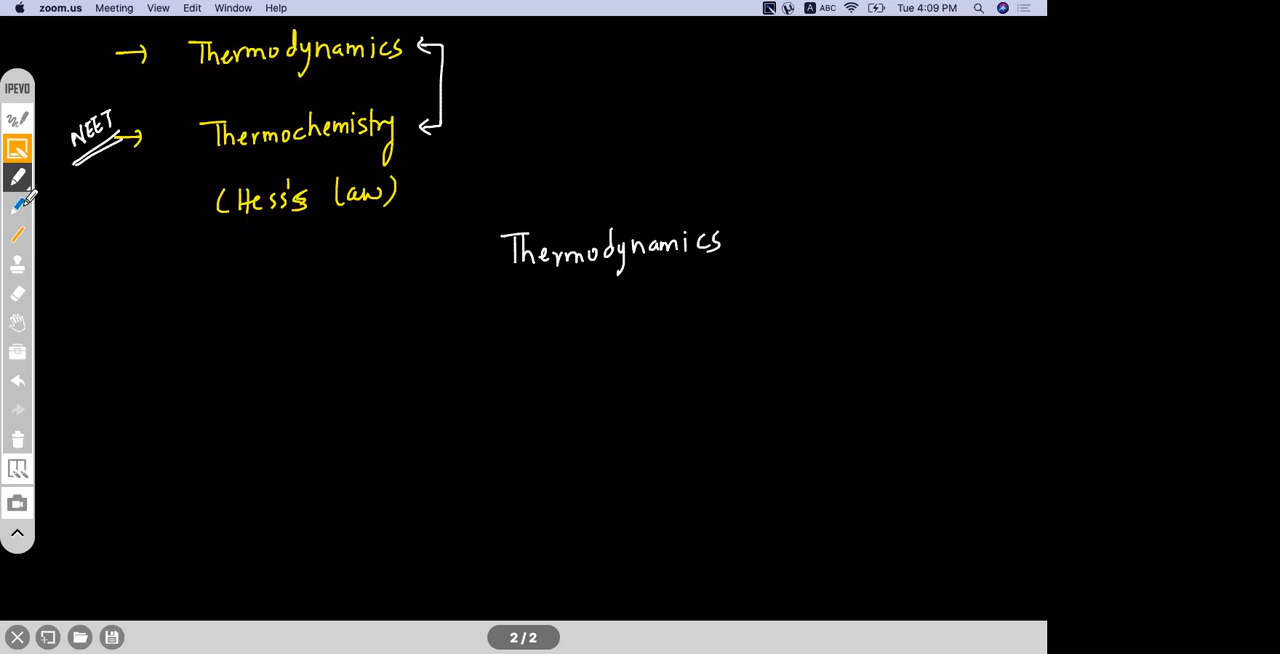 zoom.us Meeting View Edit Window Help A ABC Tue 4:09 PM
→ Thermodynamics
IPEVO
NEET → Thermochemistry
(Hess's law)
Thermodynamics
2/2